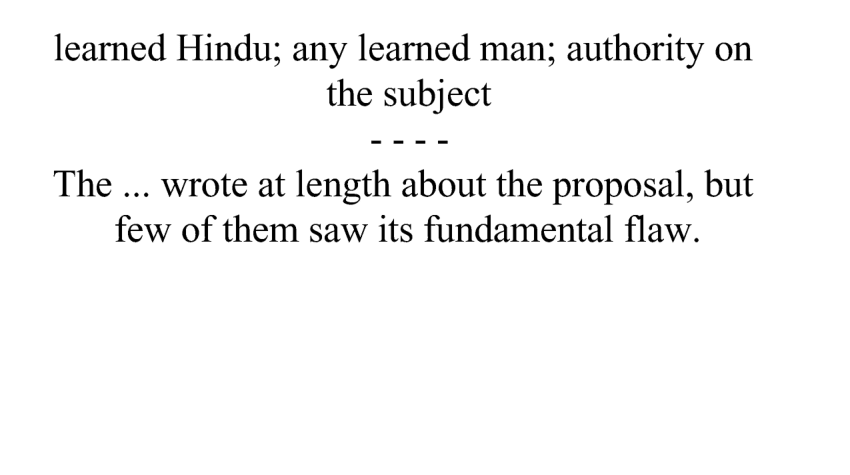 learned Hindu; any learned man; authority on
the subject
- - - -
The ... wrote at length about the proposal, but
few of them saw its fundamental flaw.